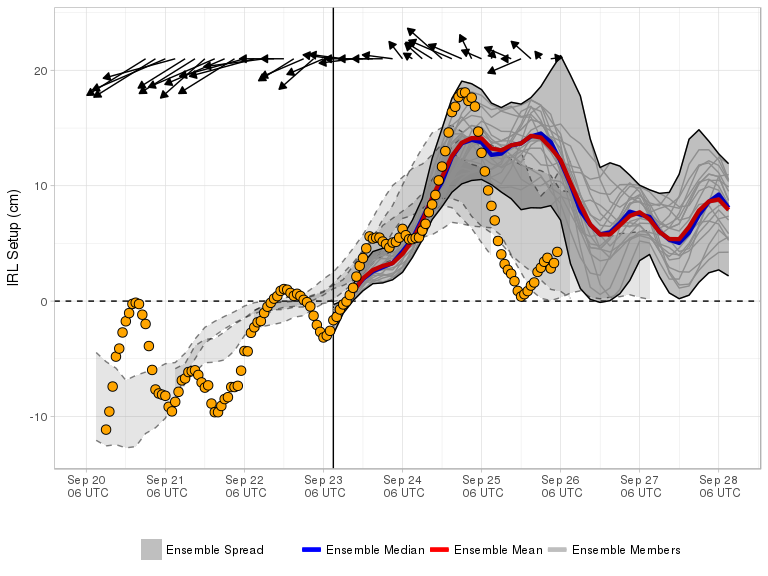 20
10
0
-10
IRL Setup (cm)
Sep 20 Sep 21 Sep 22 Sep 23 Sep 24 Sep 25 Sep 26 Sep 27 Sep 28
06 UTC 06 UTC 06 UTC 06 UTC 06 UTC 06 UTC 06 UTC 06 UTC 06 UTC
Ensemble Spread Ensemble Median Ensemble Mean Ensemble Members